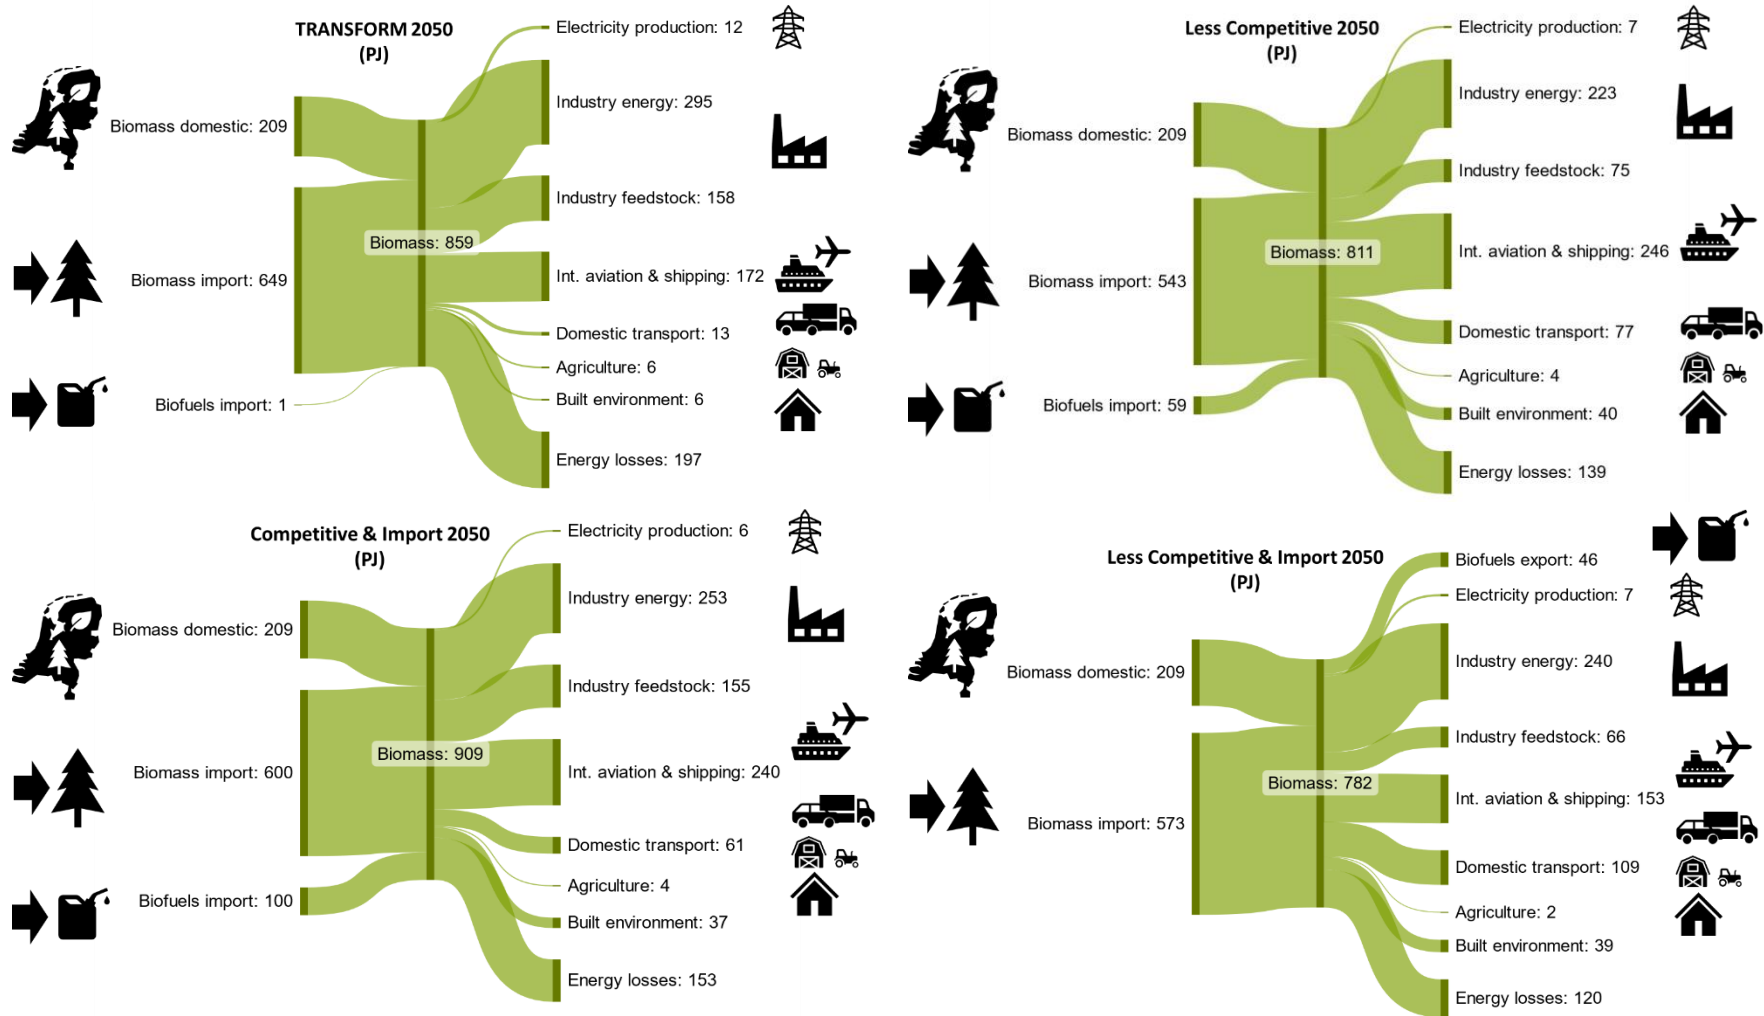 TRANSFORM 2050
(PJ)
Biomass domestic: 209
Biomass import: 649
Biofuels import: 1
Biomass: 859
Electricity production: 12
Industry energy: 295
Industry feedstock: 158
Int. aviation & shipping: 172
Domestic transport: 13
Agriculture: 6
Built environment: 6
Energy losses: 197
Less Competitive 2050
(PJ)
Biomass domestic: 209
Biomass import: 543
Biofuels import: 59
Biomass: 811
Electricity production: 7
Industry energy: 223
Industry feedstock: 75
Int. aviation & shipping: 246
Domestic transport: 77
Agriculture: 4
Built environment: 40
Energy losses: 139
Competitive & Import 2050
(PJ)
Biomass domestic: 209
Biomass import: 600
Biofuels import: 100
Biomass: 909
Electricity production: 6
Industry energy: 253
Industry feedstock: 155
Int. aviation & shipping: 240
Domestic transport: 61
Agriculture: 4
Built environment: 37
Energy losses: 153
Less Competitive & Import 2050
(PJ)
Biomass domestic: 209
Biomass import: 573
Biomass: 782
Biofuels export: 46
Electricity production: 7
Industry energy: 240
Industry feedstock: 66
Int. aviation & shipping: 153
Domestic transport: 109
Agriculture: 2
Built environment: 39
Energy losses: 120